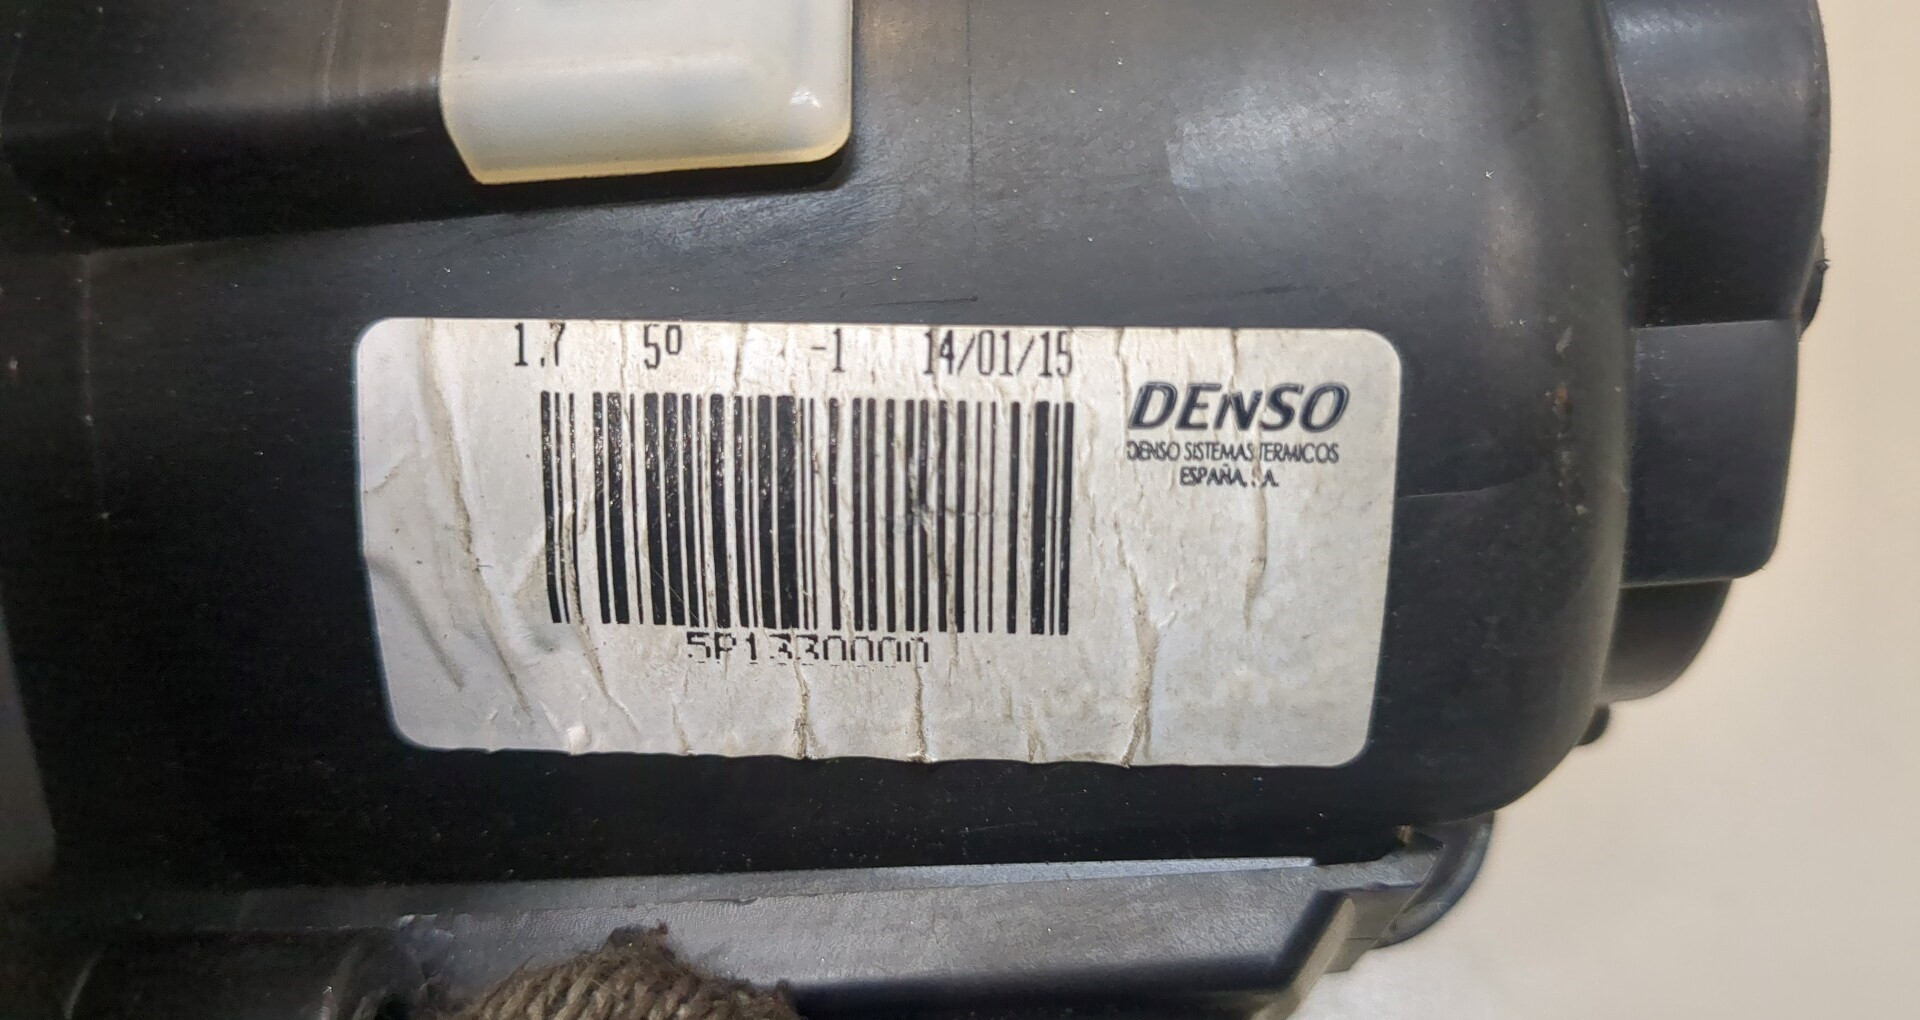 1.7 5º -1 14/01/15
DENSO
DENSO SISTEMAS TERMICOS
ESPAÑA, .A.
5P1330000